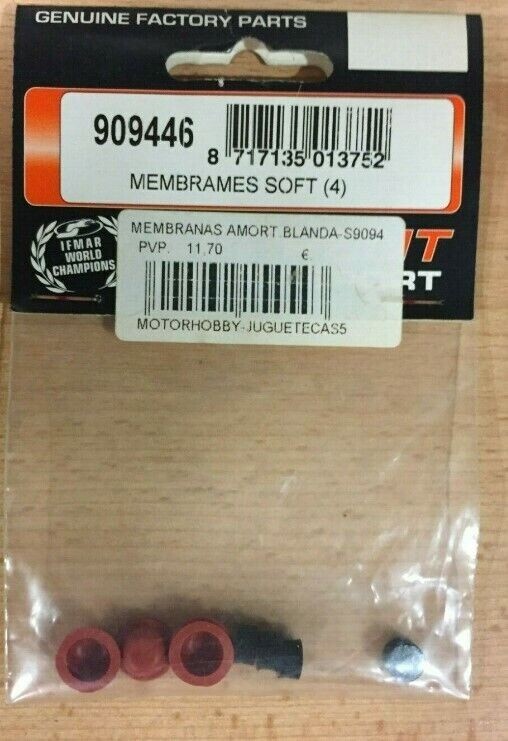 GENUINE FACTORY PARTS
909446
8 717135 013752
MEMBRAMES SOFT (4)
IFMAR
WORLD
CHAMPIONS
MEMBRANAS AMORT BLANDA-S9094
PVP. 11,70 €
MOTORHOBBY-JUGUETECAS5